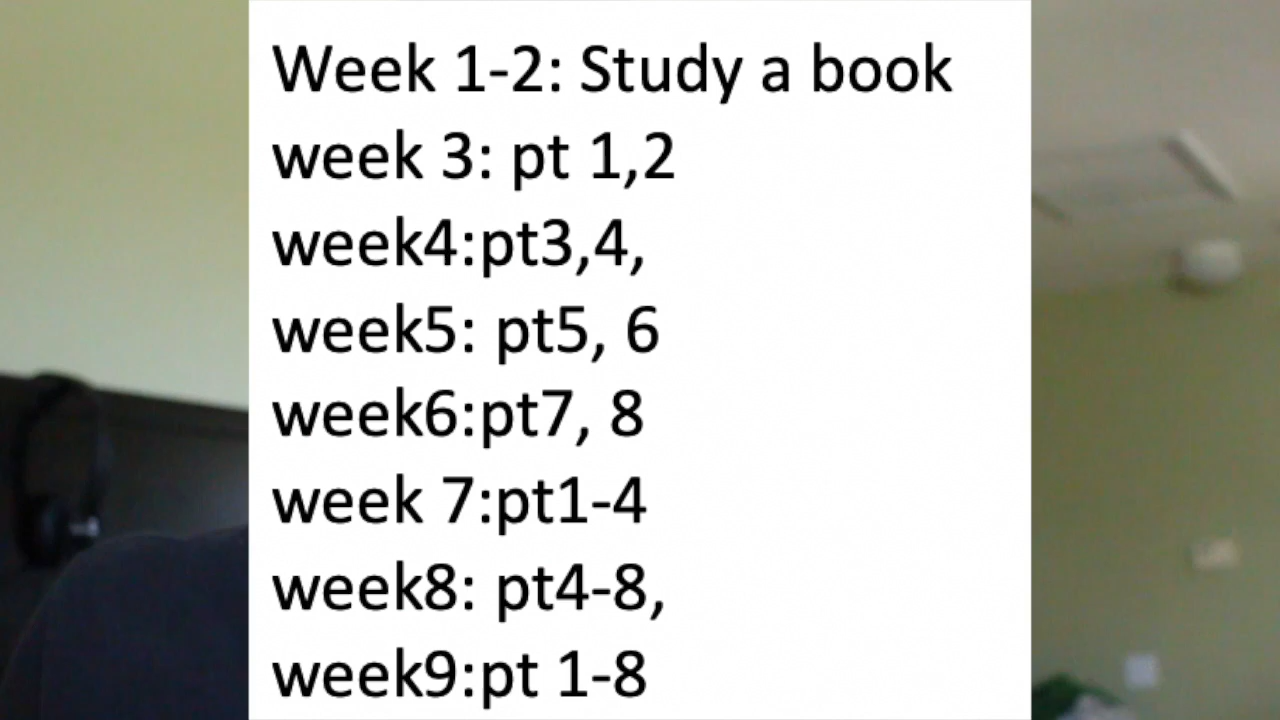 Week 1-2: Study a book
week 3: pt 1,2
week4:pt3,4,
week5: pt5, 6
week6:pt7, 8
week 7:pt1-4
week8: pt4-8,
week9:pt 1-8